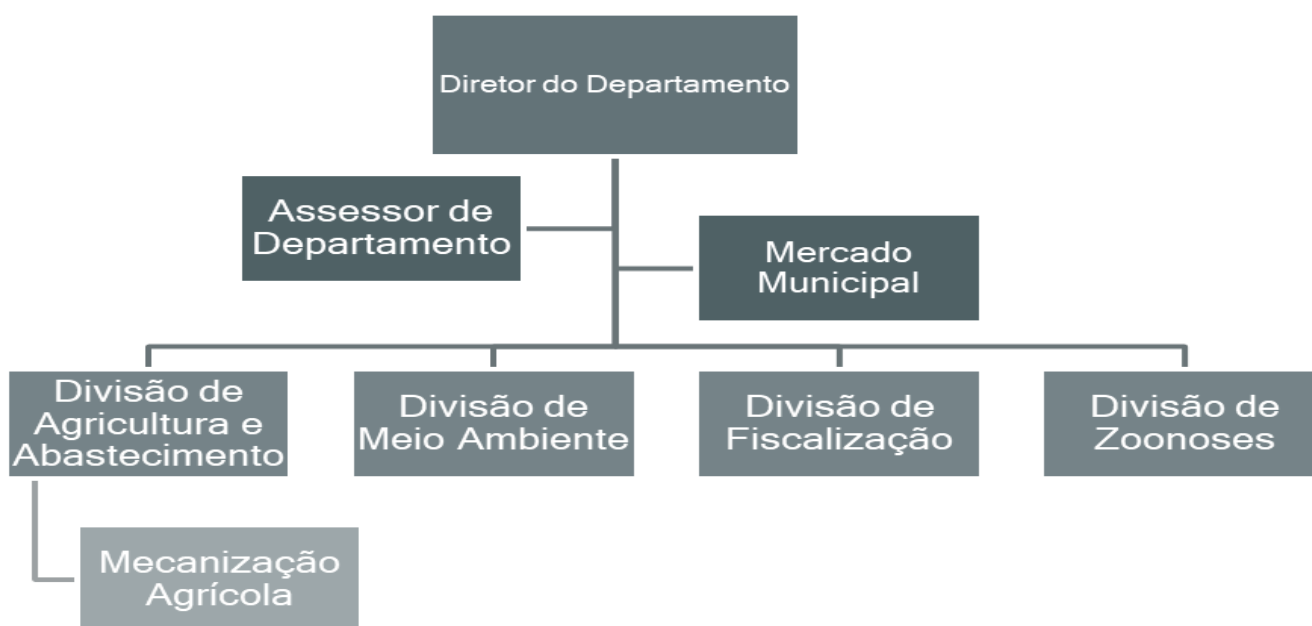 Diretor do Departamento
Assessor de
Departamento
Mercado
Municipal
Divisão de
Agricultura e
Abastecimento
Divisão de
Meio Ambiente
Divisão de
Fiscalização
Divisão de
Zoonoses
Mecanização
Agrícola